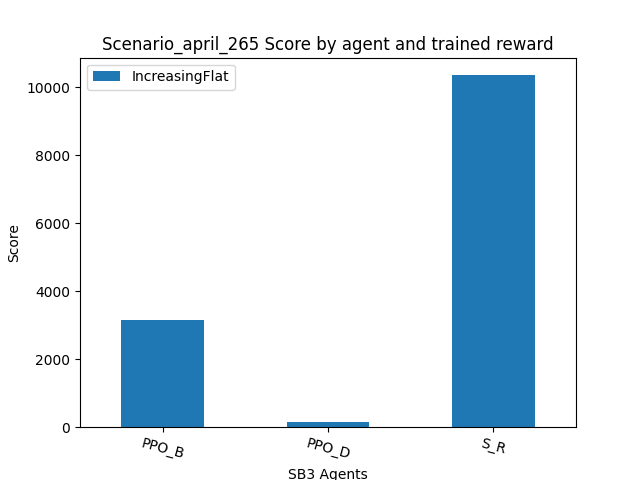 Scenario_april_265 Score by agent and trained reward
IncreasingFlat
10000
8000
6000
4000
2000
0
Score
PPO_B
PPO_D
S_R
SB3 Agents